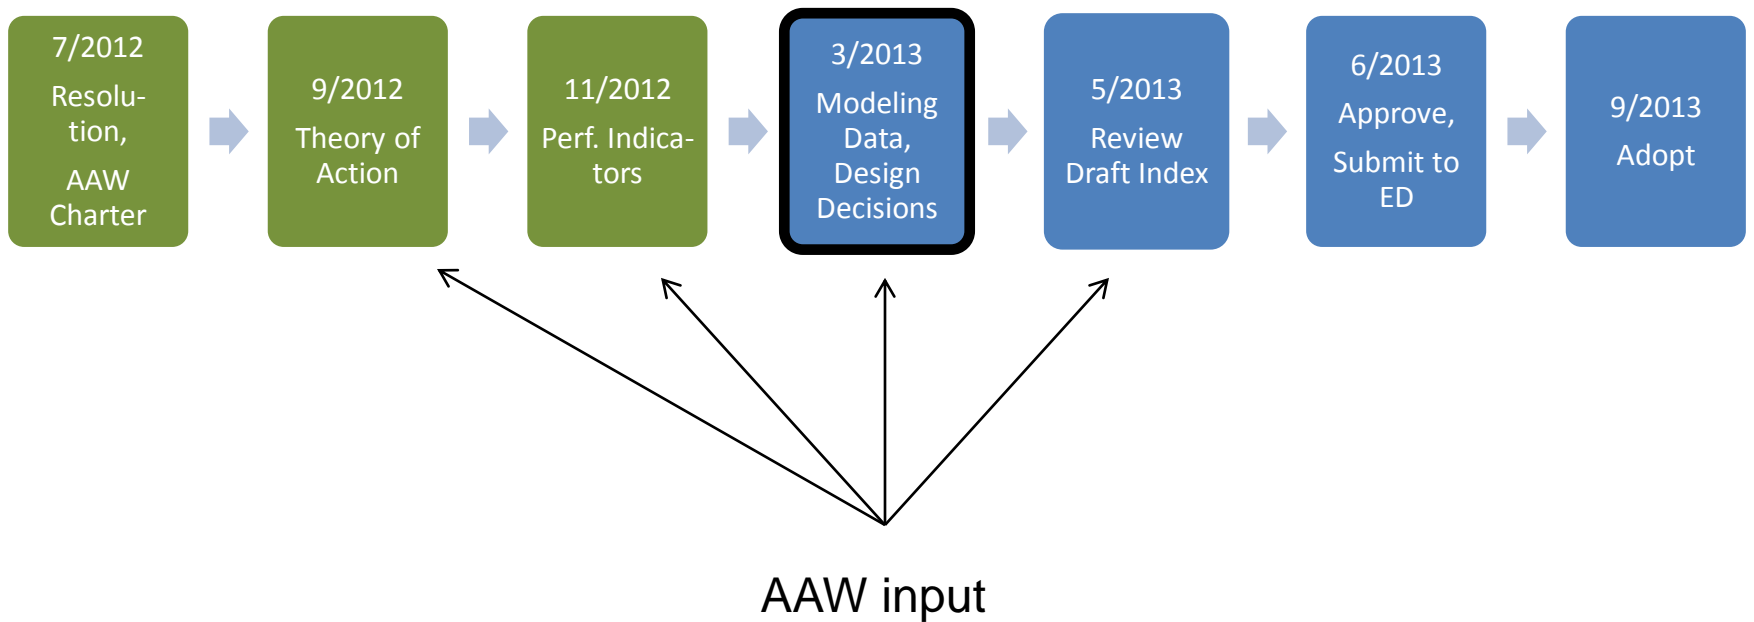 7/2012
Resolu-
tion,
AAW
Charter
9/2012
Theory of
Action
11/2012
Perf. Indica-
tors
3/2013
Modeling
Data,
Design
Decisions
5/2013
Review
Draft Index
6/2013
Approve,
Submit to
ED
9/2013
Adopt
AAW input